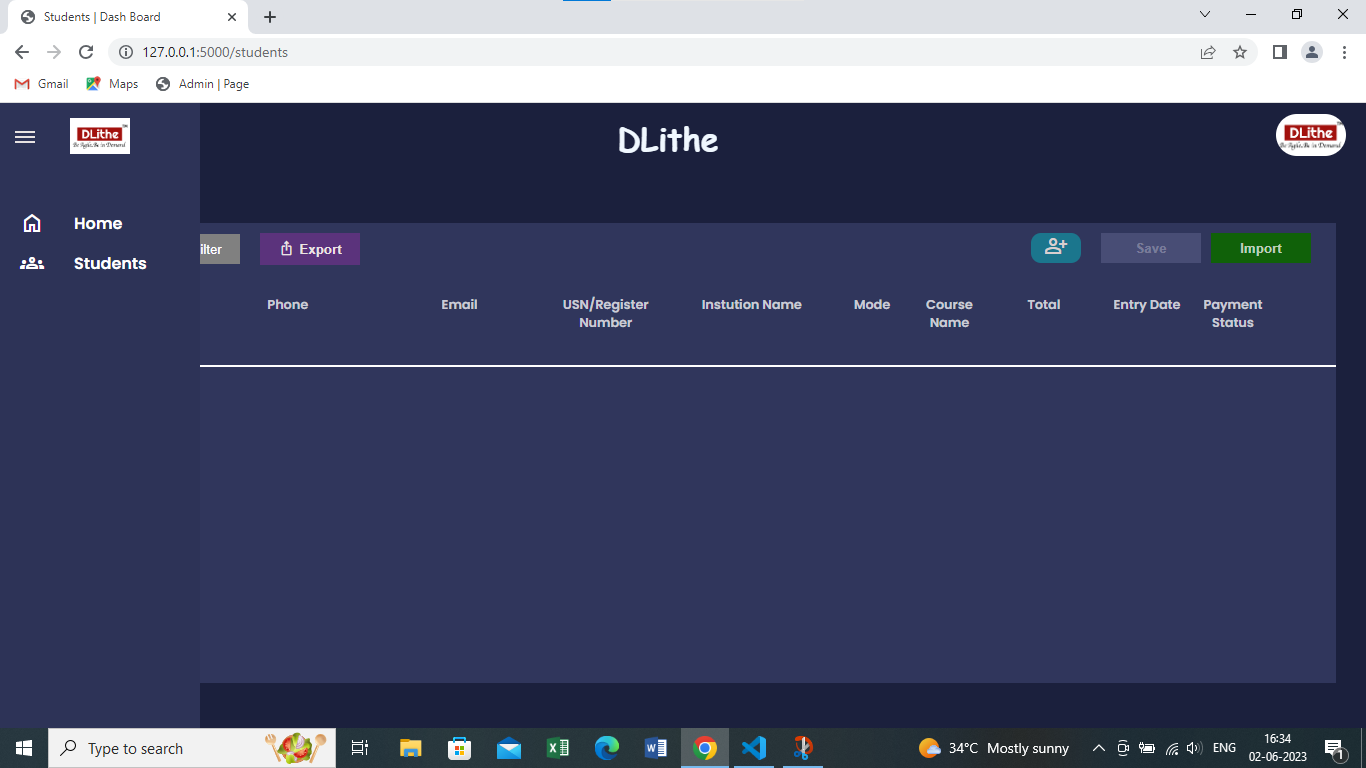 Students | Dash Board
127.0.0.1:5000/students
Gmail Maps Admin | Page
DLithe
Be Agile.Be in Demand
DLithe
DLithe
Be Agile.Be in Demand
Home
Students
ilter Export Save Import
Phone Email USN/Register Instution Name Mode Course Total Entry Date Payment
Number Name Status
Type to search
34°C Mostly sunny
ENG
16:34
02-06-2023
1